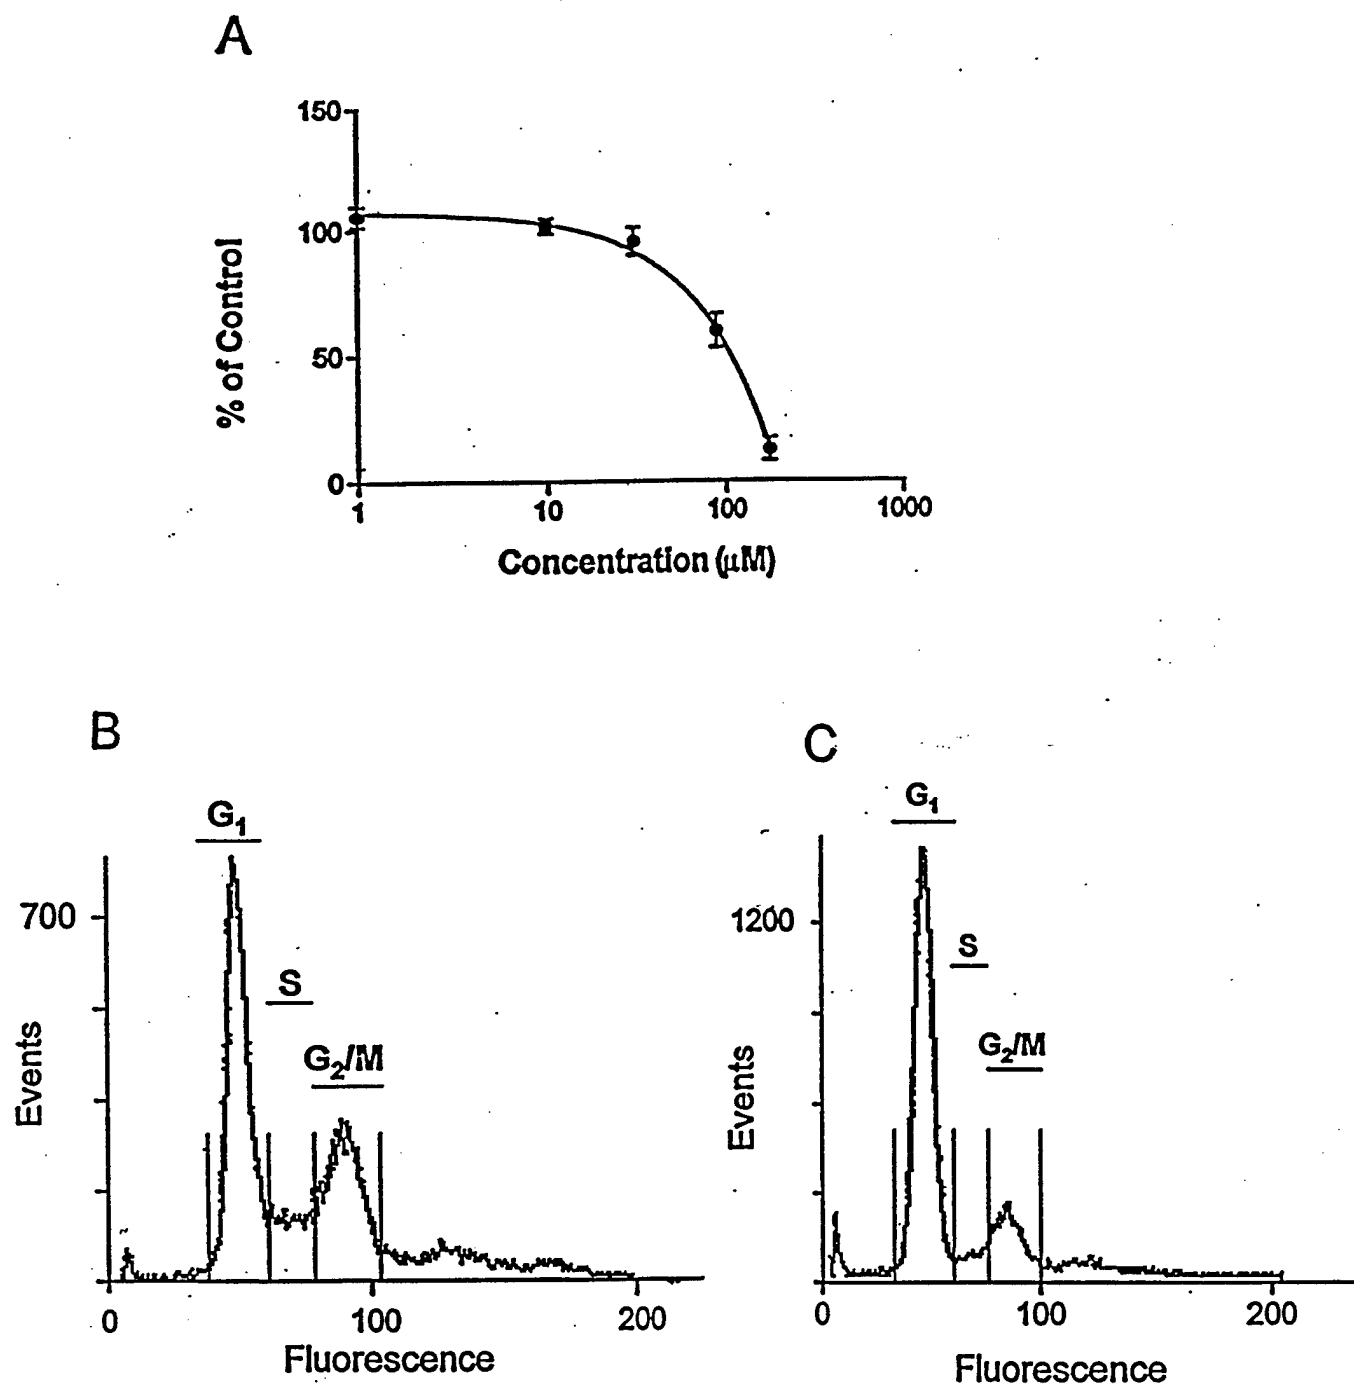 A
150
100
50
0
% of Control
1 10 100 1000
Concentration (μM)
B
G₁
700
S
G₂/M
Events
0 100 200
Fluorescence
C
G₁
1200
S
G₂/M
Events
0 100 200
Fluorescence